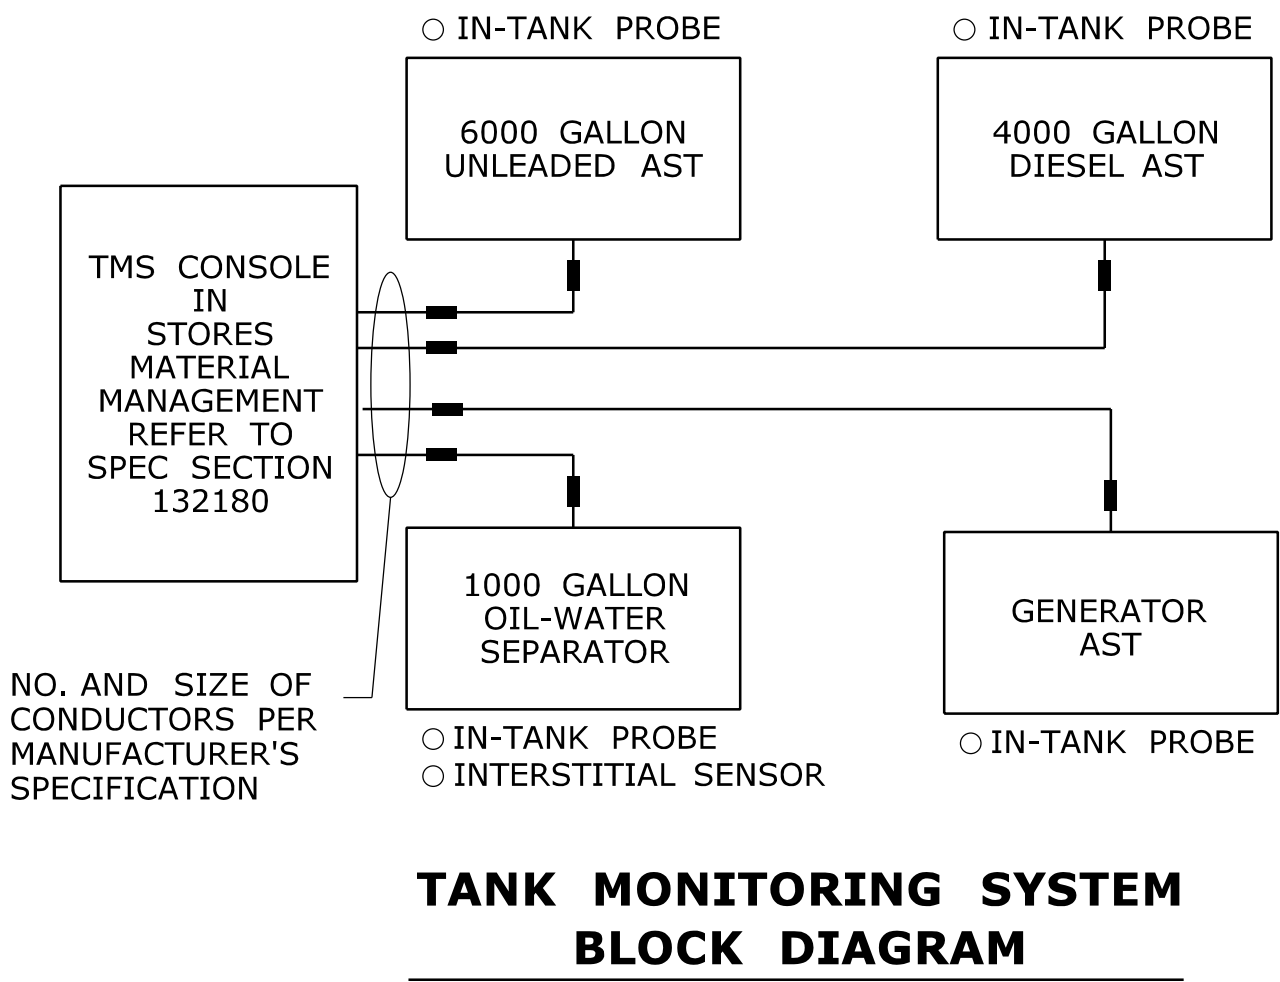 IN-TANK PROBE
IN-TANK PROBE
6000 GALLON
UNLEADED AST
4000 GALLON
DIESEL AST
TMS CONSOLE
IN
STORES
MATERIAL
MANAGEMENT
REFER TO
SPEC SECTION
132180
1000 GALLON
OIL-WATER
SEPARATOR
GENERATOR
AST
NO. AND SIZE OF
CONDUCTORS PER
MANUFACTURER'S
SPECIFICATION
IN-TANK PROBE
INTERSTITIAL SENSOR
IN-TANK PROBE
TANK MONITORING SYSTEM
BLOCK DIAGRAM